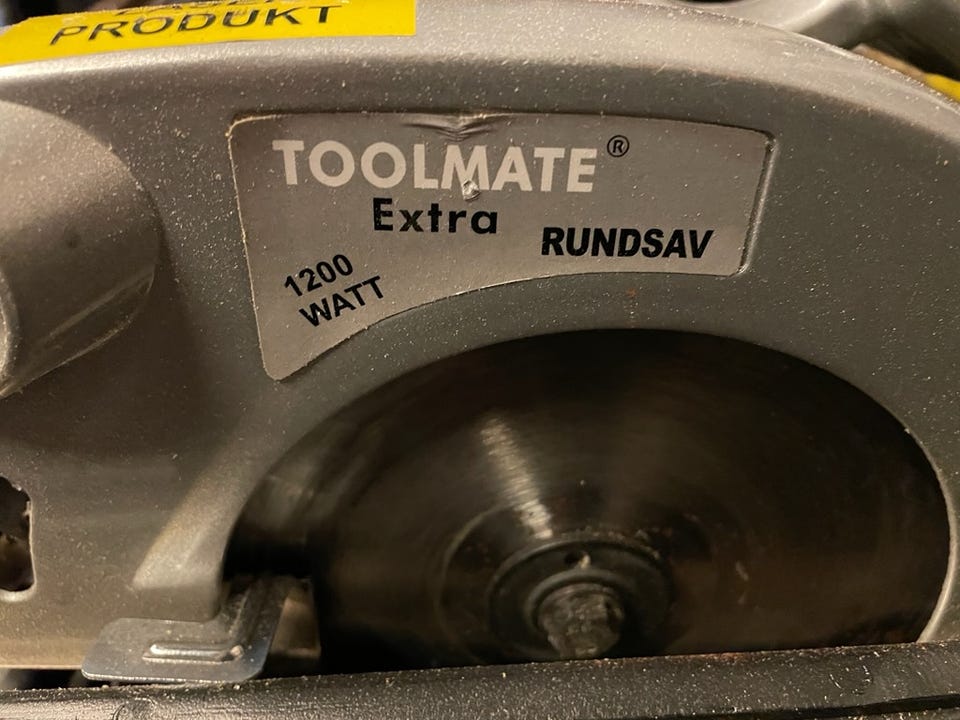 PRODUKT
TOOLMATE®
Extra
RUNDSAV
1200
WATT